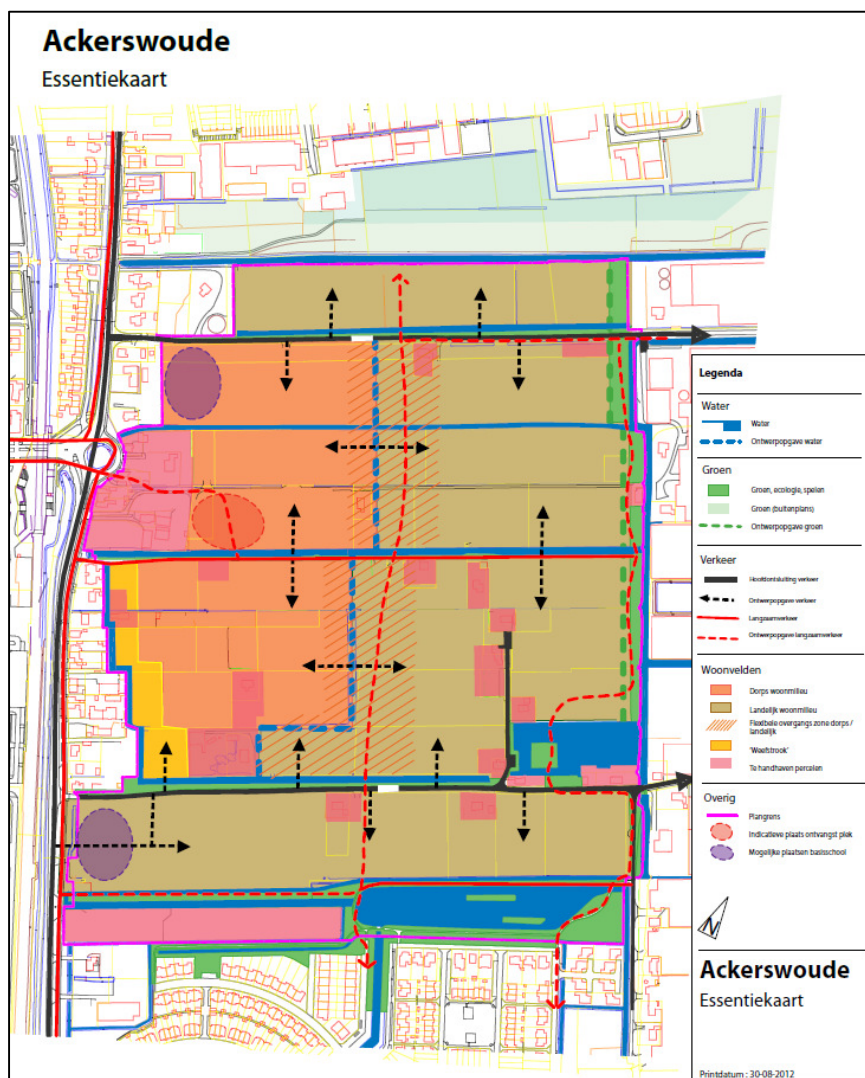 Ackerswoude
Essentiekaart
Legenda
Water
Water
Ontwerpopgave water
Groen
Groen, ecologie, spelen
Groen (buitenplans)
Ontwerpopgave groen
Verkeer
Hoofdontsluiting verkeer
Ontwerpopgave verkeer
Langzaamverkeer
Ontwerpopgave langzaamverkeer
Woonvelden
Dorps woonmilieu
Landelijk woonmilieu
Flexibele overgangs zone dorps /
landelijk
'Weefstrook'
Te handhaven percelen
Overig
Plangrens
Indicatieve plaats ontvangst plek
Mogelijke plaatsen basisschool
N
Ackerswoude
Essentiekaart
Printdatum : 30-08-2012